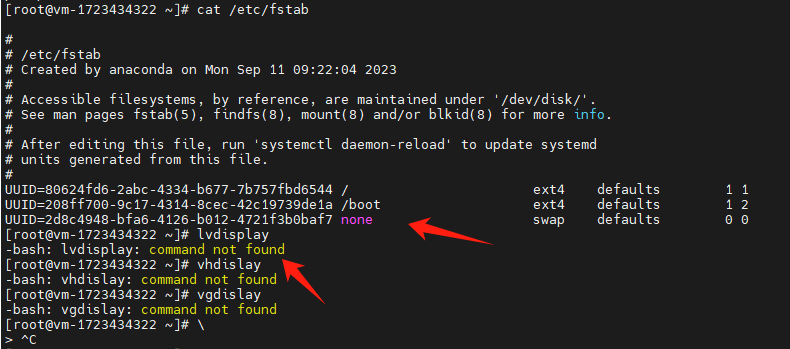 [root@vm-1723434322 ~]# cat /etc/fstab
#
# /etc/fstab
# Created by anaconda on Mon Sep 11 09:22:04 2023
#
# Accessible filesystems, by reference, are maintained under '/dev/disk/'.
# See man pages fstab(5), findfs(8), mount(8) and/or blkid(8) for more info.
#
# After editing this file, run 'systemctl daemon-reload' to update systemd
# units generated from this file.
#
UUID=80624fd6-2abc-4334-b677-7b757fbd6544 / ext4 defaults 1 1
UUID=208ff700-9c17-4314-8cec-42c19739de1a /boot ext4 defaults 1 2
UUID=2d8c4948-bfa6-4126-b012-4721f3b0baf7 none swap defaults 0 0
[root@vm-1723434322 ~]# lvdisplay
-bash: lvdisplay: command not found
[root@vm-1723434322 ~]# vhdislay
-bash: vhdislay: command not found
[root@vm-1723434322 ~]# vgdislay
-bash: vgdislay: command not found
[root@vm-1723434322 ~]# \
> ^C